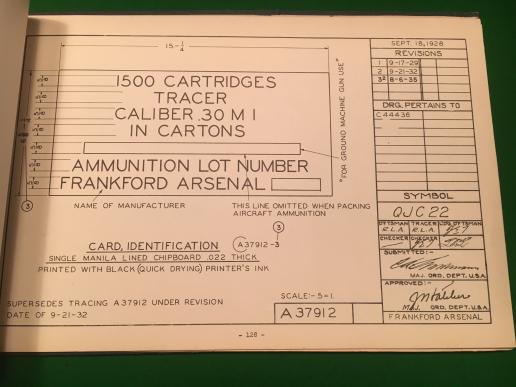 15-1/4
1500 CARTRIDGES
TRACER
CALIBER .30 M1
IN CARTONS
AMMUNITION LOT NUMBER
FRANKFORD ARSENAL
"FOR GROUND MACHINE GUN USE"
NAME OF MANUFACTURER
THIS LINE OMITTED WHEN PACKING
AIRCRAFT AMMUNITION
3
3
CARD, IDENTIFICATION A37912-3
SINGLE MANILA LINED CHIPBOARD .022 THICK
PRINTED WITH BLACK (QUICK DRYING) PRINTER'S INK
SUPERSEDES TRACING A37912 UNDER REVISION
DATE OF 9-21-32
SCALE:-5-1.
A 37912
SEPT. 18, 1928
REVISIONS
1 9-17-29
2 9-21-32
3² 8-6-35
DRG. PERTAINS TO
C44436
SYMBOL
QJC 22
DFTSMAN TRACER LDG. DFTSMAN
R.L.A. R.L.A.
CHECKER CHECKER
SUBMITTED:-
MAJ. ORD. DEPT. U.S.A.
APPROVED:-
MAJ. ORD. DEPT. U.S.A.
FRANKFORD ARSENAL
- 128 -